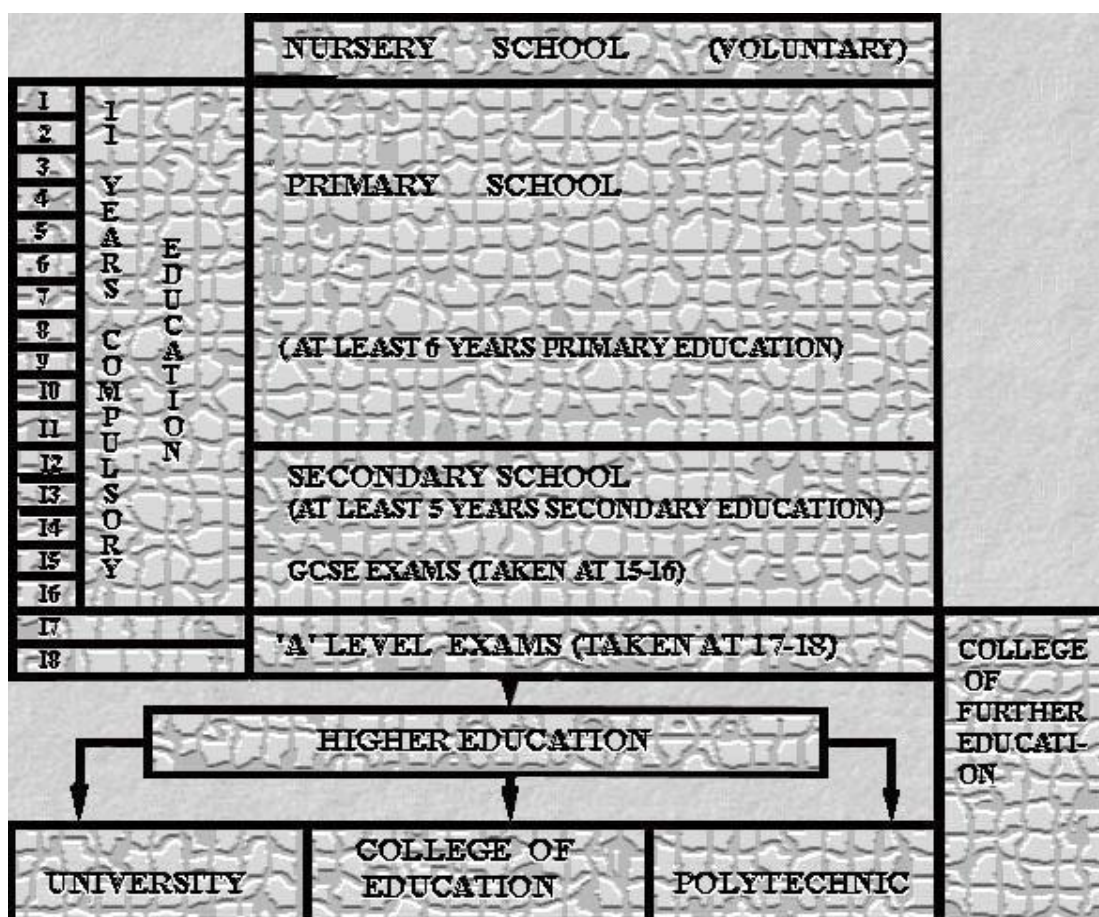 NURSERY SCHOOL (VOLUNTARY)
1
2
3
4
5
6
7
8
9
10
11
12
13
14
15
16
17
18
11 YEARS COMPULSORY
EDUCATION
PRIMARY SCHOOL
(AT LEAST 6 YEARS PRIMARY EDUCATION)
SECONDARY SCHOOL
(AT LEAST 5 YEARS SECONDARY EDUCATION)
GCSE EXAMS (TAKEN AT 15-16)
'A' LEVEL EXAMS (TAKEN AT 17-18)
COLLEGE
OF
FURTHER
EDUCATI-
ON
HIGHER EDUCATION
UNIVERSITY
COLLEGE OF
EDUCATION
POLYTECHNIC